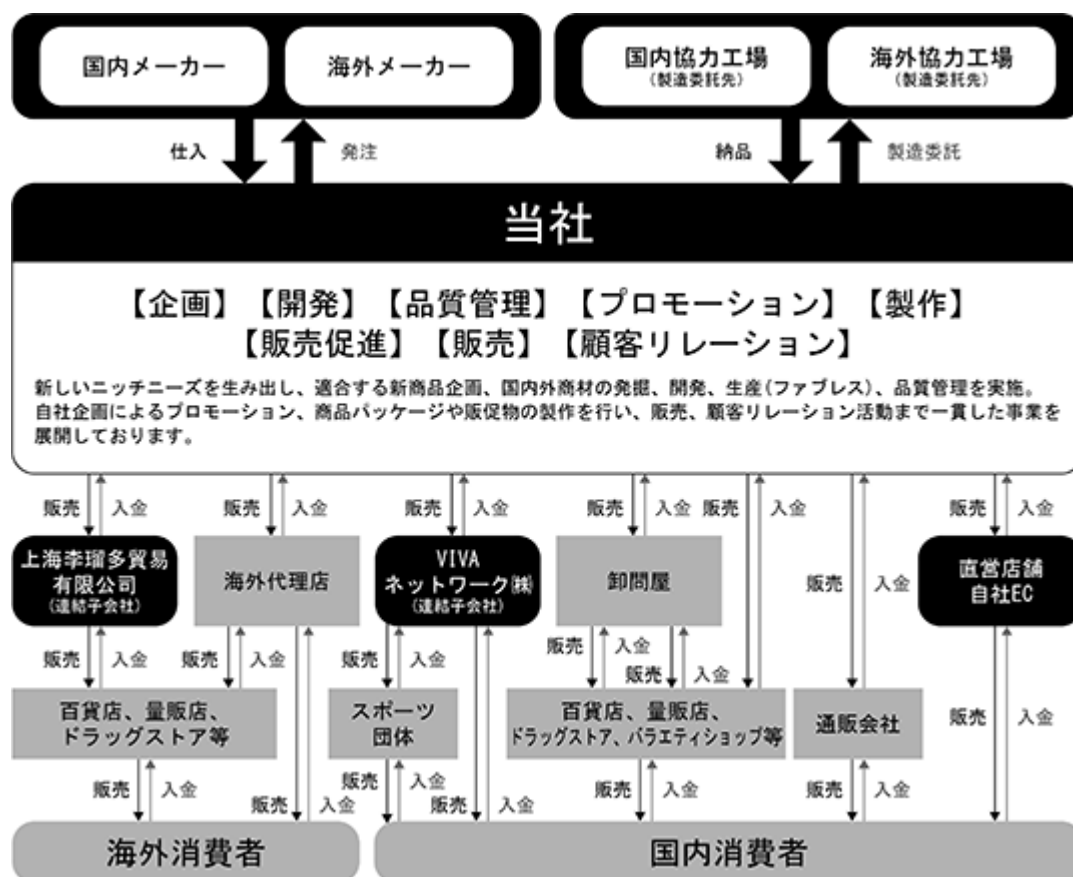 国内メーカー
海外メーカー
国内協力工場
(製造委託先)
海外協力工場
(製造委託先)
仕入
発注
納品
製造委託
当社
【企画】【開発】【品質管理】【プロモーション】【製作】
【販売促進】【販売】【顧客リレーション】
新しいニッチニーズを生み出し、適合する新商品企画、国内外商材の発掘、開発、生産(ファブレス)、品質管理を実施。
自社企画によるプロモーション、商品パッケージや販促物の製作を行い、販売、顧客リレーション活動まで一貫した事業を
展開しております。
販売
入金
販売
入金
販売
入金
販売
入金
販売
入金
販売
入金
販売
入金
上海李瑠多貿易
有限公司
(連結子会社)
海外代理店
VIVA
ネットワーク㈱
(連結子会社)
卸問屋
直営店舗
自社EC
販売
入金
販売
入金
販売
入金
販売
入金
販売
入金
百貨店、量販店、
ドラッグストア等
スポーツ
団体
百貨店、量販店、
ドラッグストア、バラエティショップ等
通販会社
販売
入金
販売
入金
販売
入金
販売
入金
販売
入金
販売
入金
販売
入金
海外消費者
国内消費者